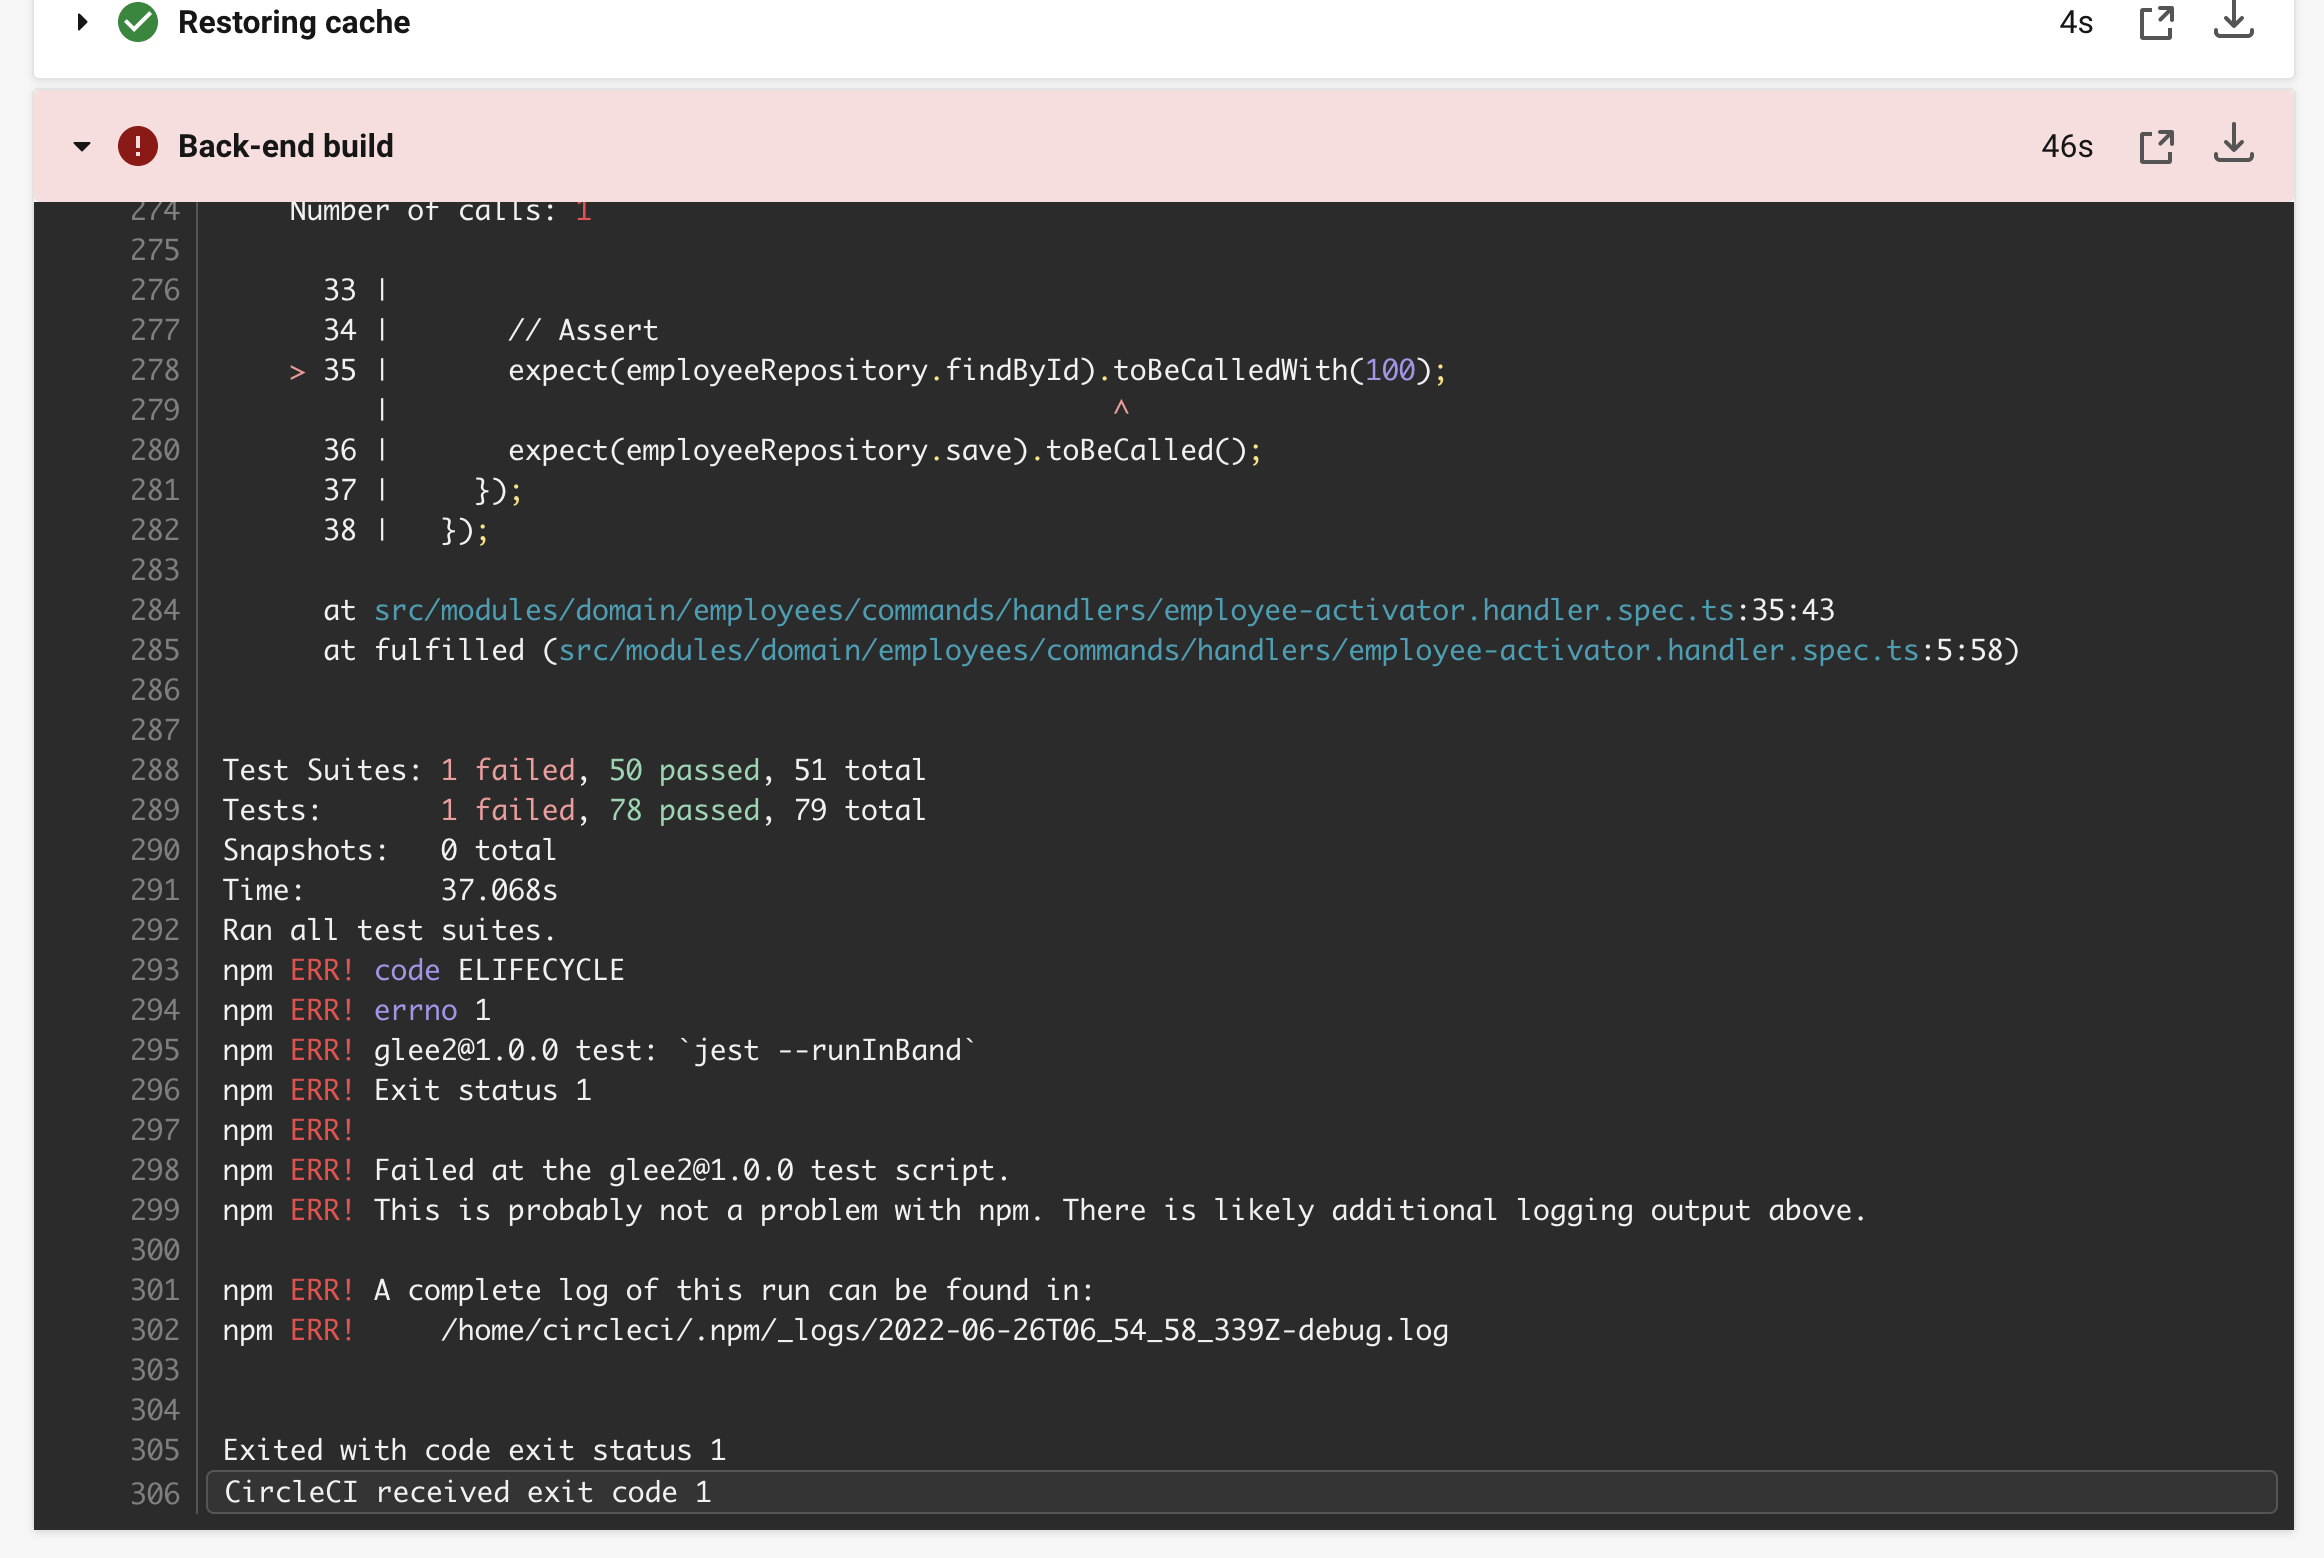 Restoring cache 4s
Back-end build 46s
274 Number of calls: 1
275
276 33 |
277 34 | // Assert
278 > 35 | expect(employeeRepository.findById).toBeCalledWith(100);
279 | ^
280 36 | expect(employeeRepository.save).toBeCalled();
281 37 | });
282 38 | });
283
284 at src/modules/domain/employees/commands/handlers/employee-activator.handler.spec.ts:35:43
285 at fulfilled (src/modules/domain/employees/commands/handlers/employee-activator.handler.spec.ts:5:58)
286
287
288 Test Suites: 1 failed, 50 passed, 51 total
289 Tests: 1 failed, 78 passed, 79 total
290 Snapshots: 0 total
291 Time: 37.068s
292 Ran all test suites.
293 npm ERR! code ELIFECYCLE
294 npm ERR! errno 1
295 npm ERR! glee2@1.0.0 test: `jest --runInBand`
296 npm ERR! Exit status 1
297 npm ERR!
298 npm ERR! Failed at the glee2@1.0.0 test script.
299 npm ERR! This is probably not a problem with npm. There is likely additional logging output above.
300
301 npm ERR! A complete log of this run can be found in:
302 npm ERR! /home/circleci/.npm/_logs/2022-06-26T06_54_58_339Z-debug.log
303
304
305 Exited with code exit status 1
306 CircleCI received exit code 1